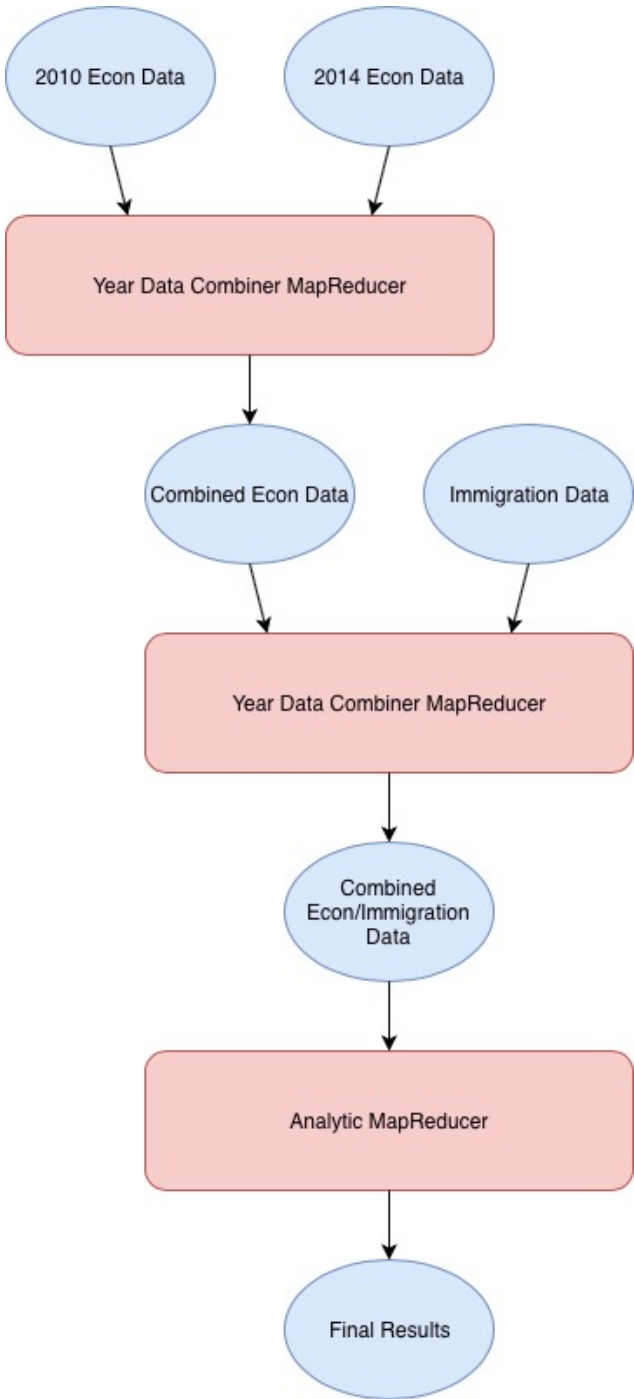 2010 Econ Data
2014 Econ Data
Year Data Combiner MapReducer
Combined Econ Data
Immigration Data
Year Data Combiner MapReducer
Combined
Econ/Immigration
Data
Analytic MapReducer
Final Results